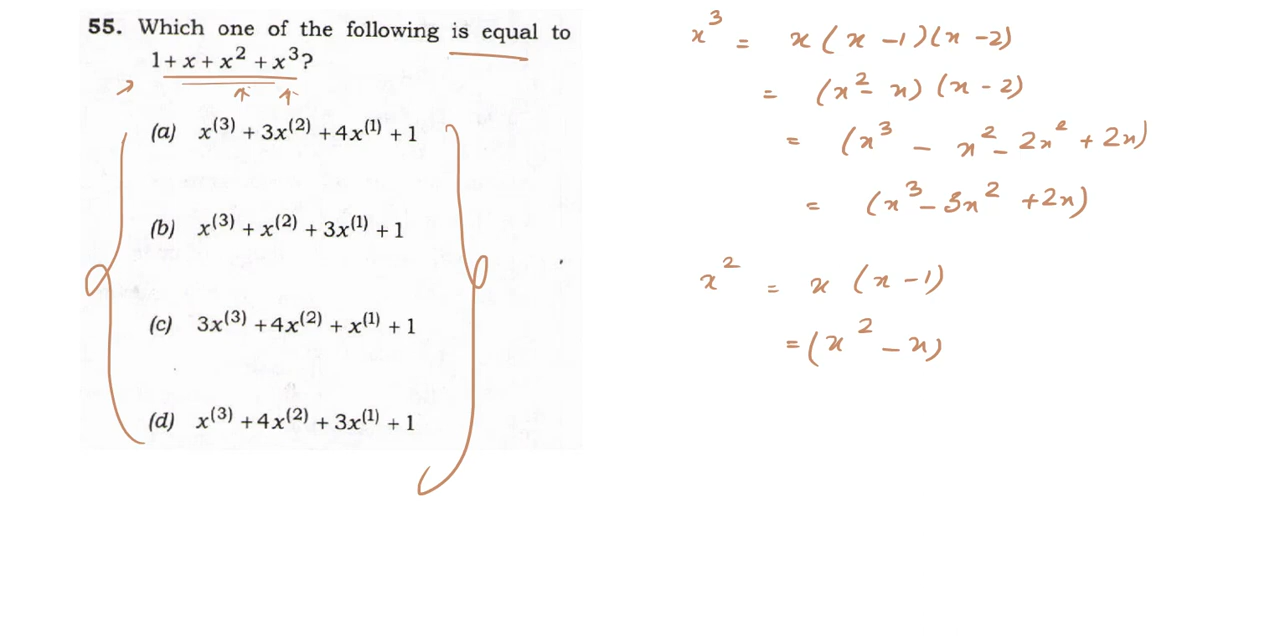 55. Which one of the following is equal to
1 + x + x² + x³?
(a) x⁽³⁾ + 3x⁽²⁾ + 4x⁽¹⁾ + 1
(b) x⁽³⁾ + x⁽²⁾ + 3x⁽¹⁾ + 1
(c) 3x⁽³⁾ + 4x⁽²⁾ + x⁽¹⁾ + 1
(d) x⁽³⁾ + 4x⁽²⁾ + 3x⁽¹⁾ + 1
x³ = x(x - 1)(x - 2)
= (x² - x)(x - 2)
= (x³ - x² - 2x² + 2x)
= (x³ - 3x² + 2x)
x² = x(x - 1)
= (x² - x)